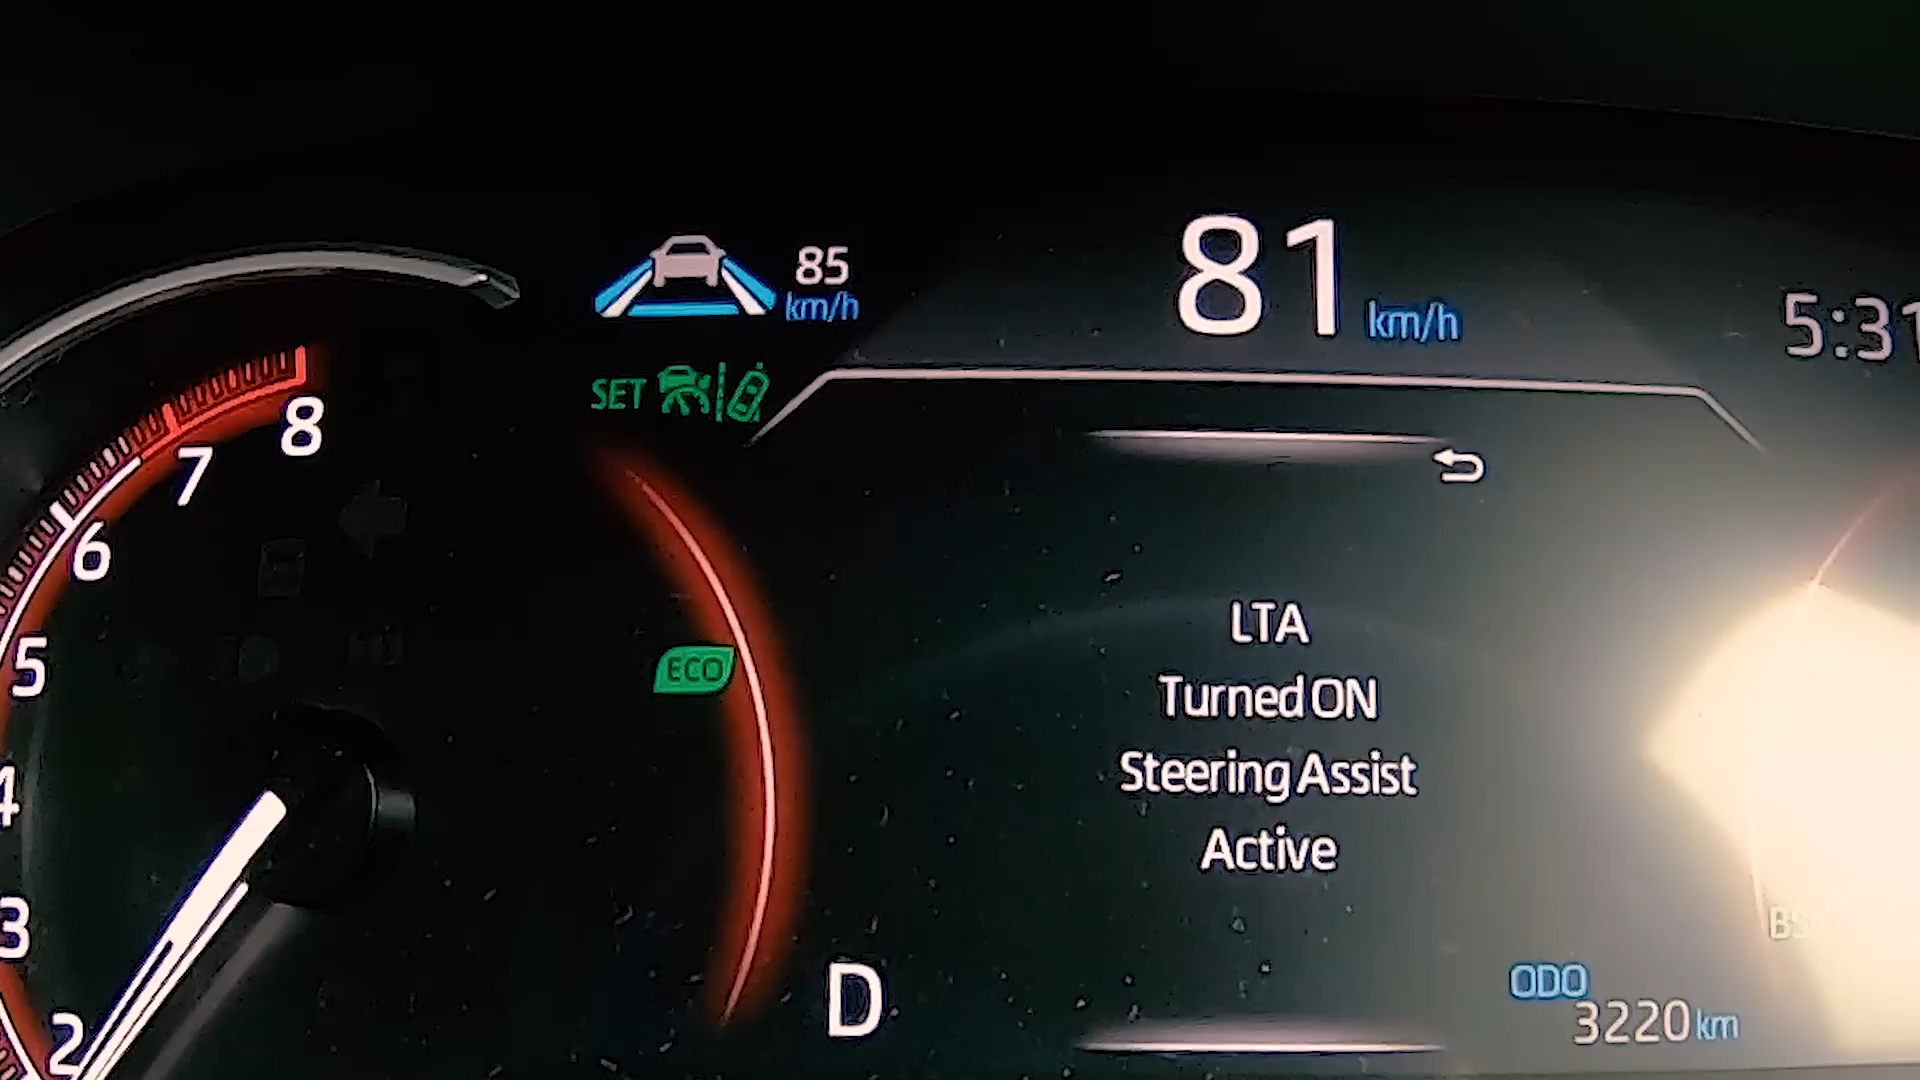 85
km/h
81 km/h
5:31
SET
8
7
6
5
4
3
2
ECO
LTA
Turned ON
Steering Assist
Active
D
ODO
3220 km